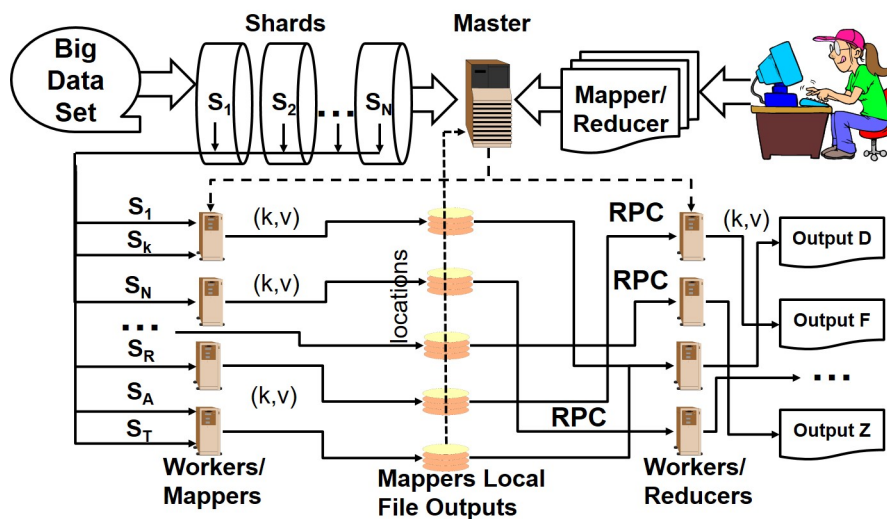 Shards
Master
Big
Data
Set
S1
S2
...
SN
Mapper/
Reducer
S1
(k,v)
RPC
(k,v)
Sk
Output D
SN
(k,v)
locations
RPC
...
Output F
SR
SA
(k,v)
...
RPC
ST
Output Z
Workers/
Mappers
Mappers Local
File Outputs
Workers/
Reducers